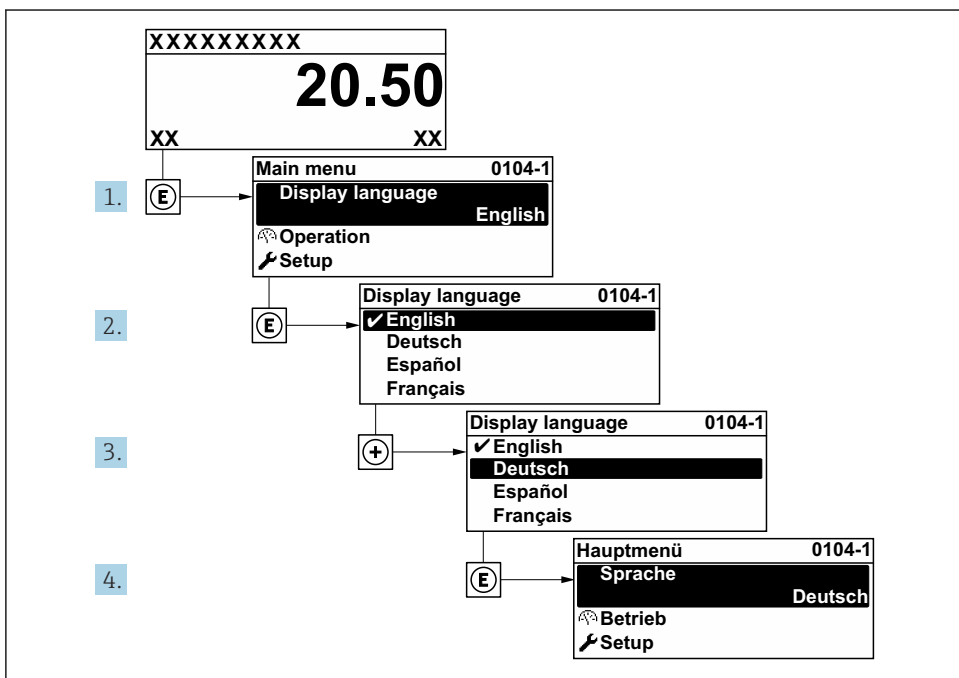 XXXXXXXXX
20.50
XX XX
1. E
Main menu 0104-1
Display language
English
Operation
Setup
2. E
Display language 0104-1
✔English
Deutsch
Español
Français
3. +
Display language 0104-1
✔English
Deutsch
Español
Français
4. E
Hauptmenü 0104-1
Sprache
Deutsch
Betrieb
Setup